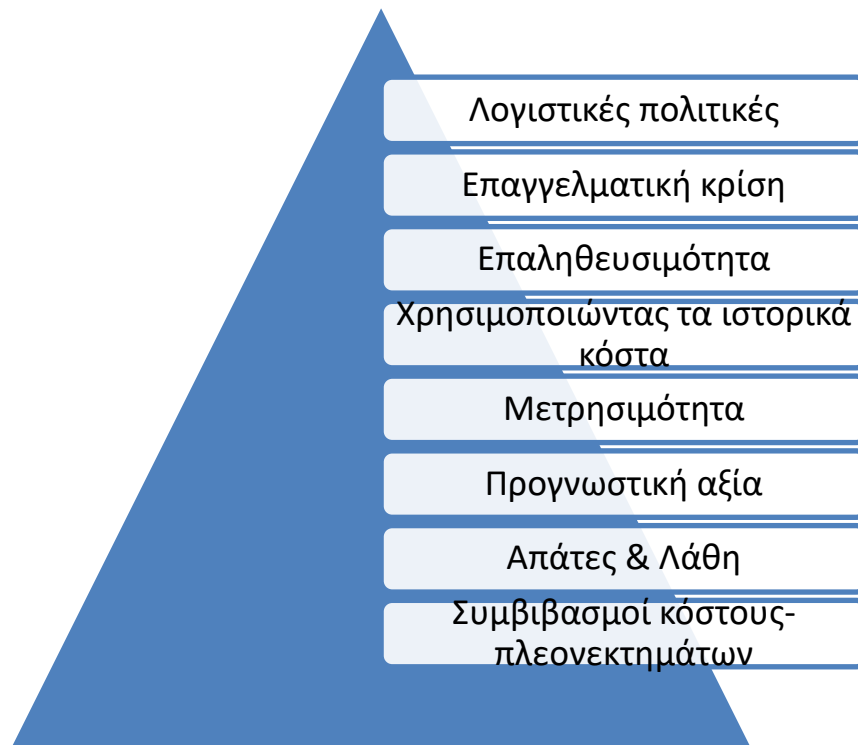 Λογιστικές πολιτικές
Επαγγελματική κρίση
Επαληθευσιμότητα
Χρησιμοποιώντας τα ιστορικά
κόστα
Μετρησιμότητα
Προγνωστική αξία
Απάτες & Λάθη
Συμβιβασμοί κόστους-
πλεονεκτημάτων